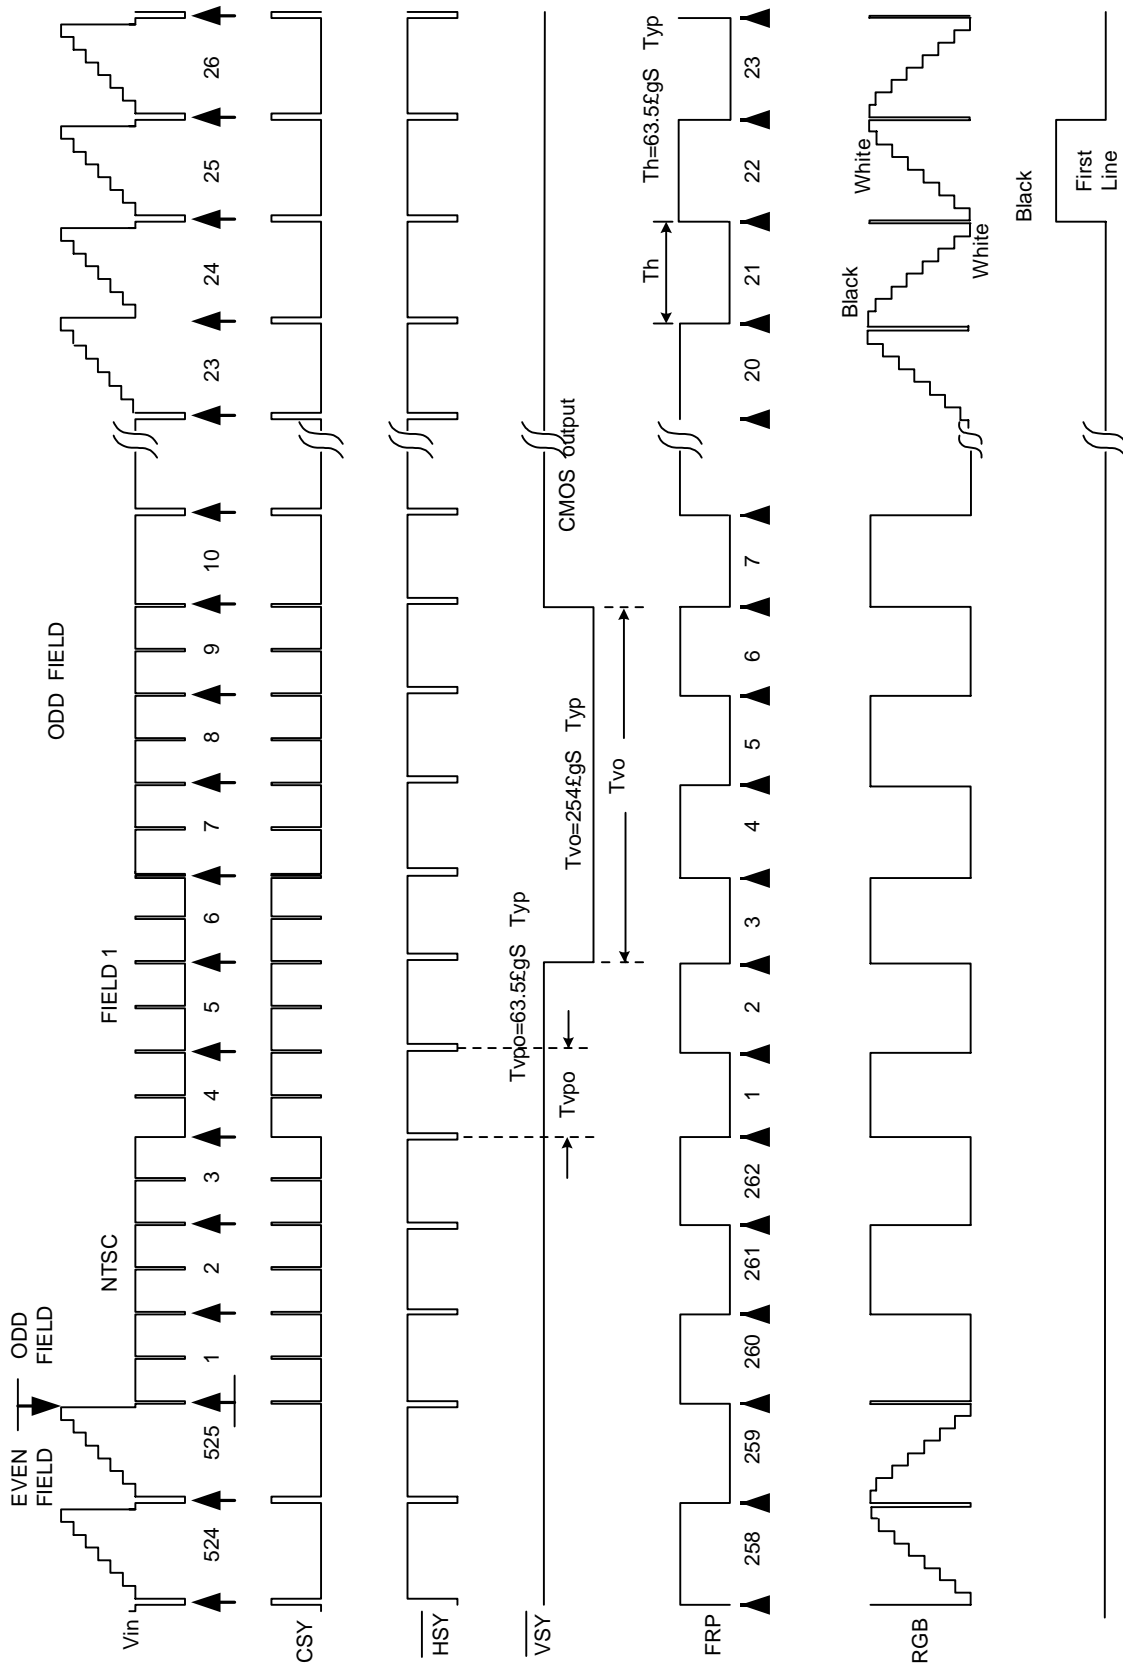 EVEN FIELD
ODD FIELD
NTSC
FIELD 1
ODD FIELD
Vin
524 525 1 2 3 4 5 6 7 8 9 10 23 24 25 26
CSY
HSY
VSY
Tvpo=63.5£gS Typ
Tvpo
Tvo=254£gS Typ
Tvo
CMOS output
FRP
258 259 260 261 262 1 2 3 4 5 6 7 20 21 22 23
Th
Th=63.5£gS Typ
RGB
Black
White
White
Black
First Line